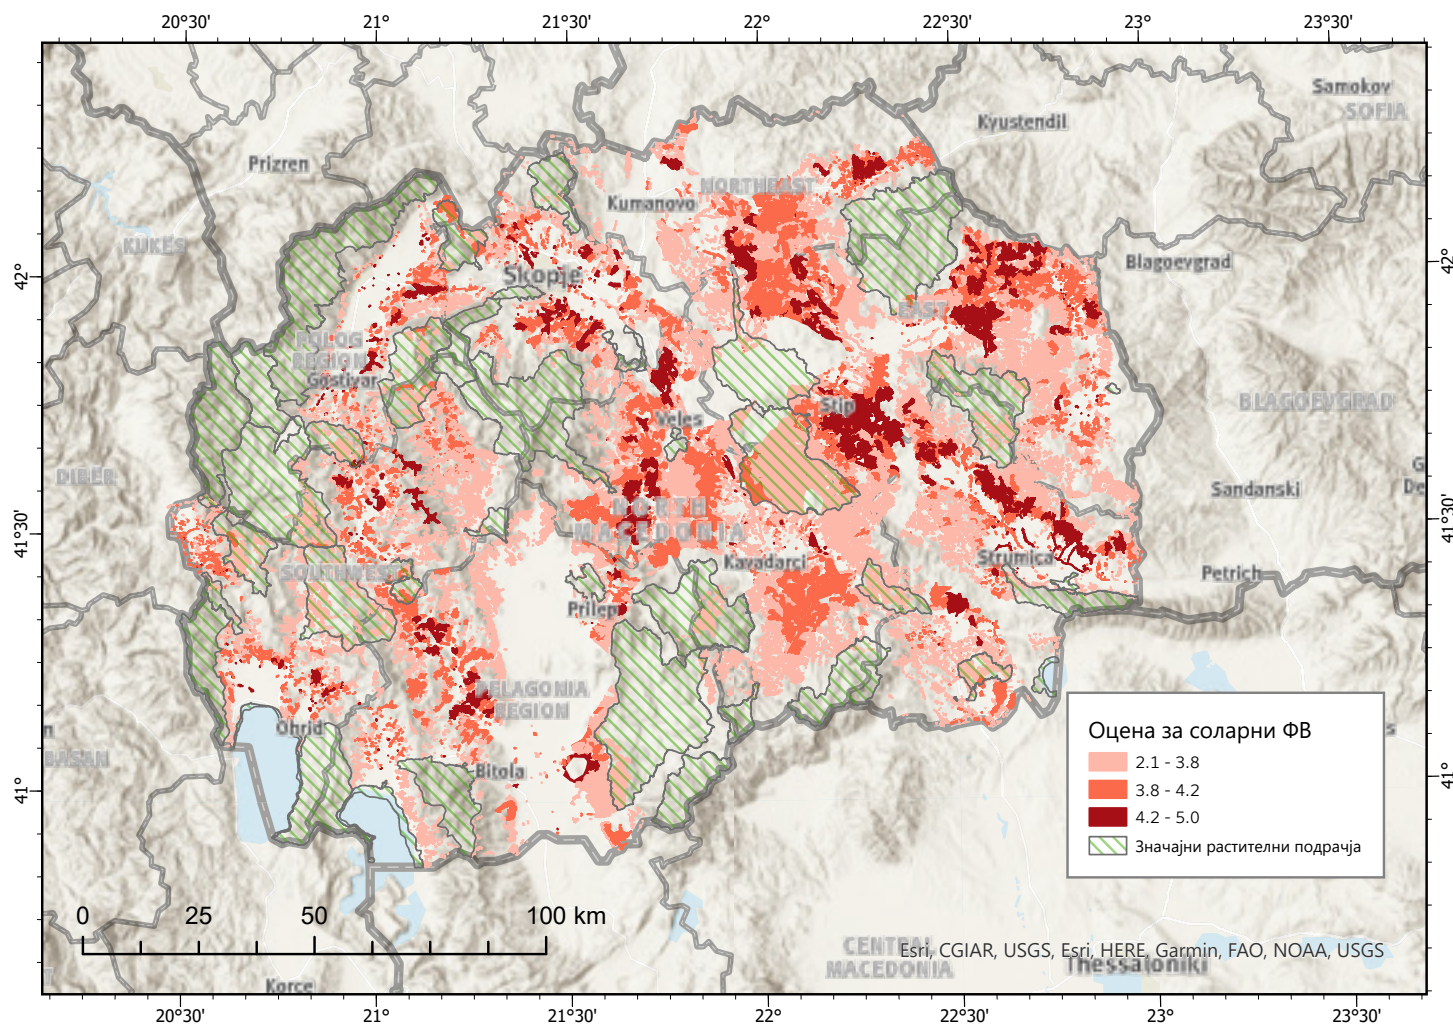 20°30'
21°
21°30'
22°
22°30'
23°
23°30'
Samokov
SOFIA
Kyustendil
Prizren
NORTHEAST
Kumanovo
KUKËS
42°
Skopje
Blagoevgrad
42°
EAST
POLOG
REGION
Gostivar
BLAGOEVGRAD
Stip
Veles
DIBER
G
De
Sandanski
41°30'
NORTH
MACEDONIA
41°30'
Kavadarci
Strumica
SOUTHWEST
Petrich
Prilep
PELAGONIA
REGION
Ohrid
n
BASAN
Bitola
41°
41°
s
Оцена за соларни ФВ
2.1 - 3.8
3.8 - 4.2
4.2 - 5.0
Значајни растителни подрачја
0
25
50
100 km
CENTRAL
MACEDONIA
Esri, CGIAR, USGS, Esri, HERE, Garmin, FAO, NOAA, USGS
Thessaloniki
Korce
20°30'
21°
21°30'
22°
22°30'
23°
23°30'